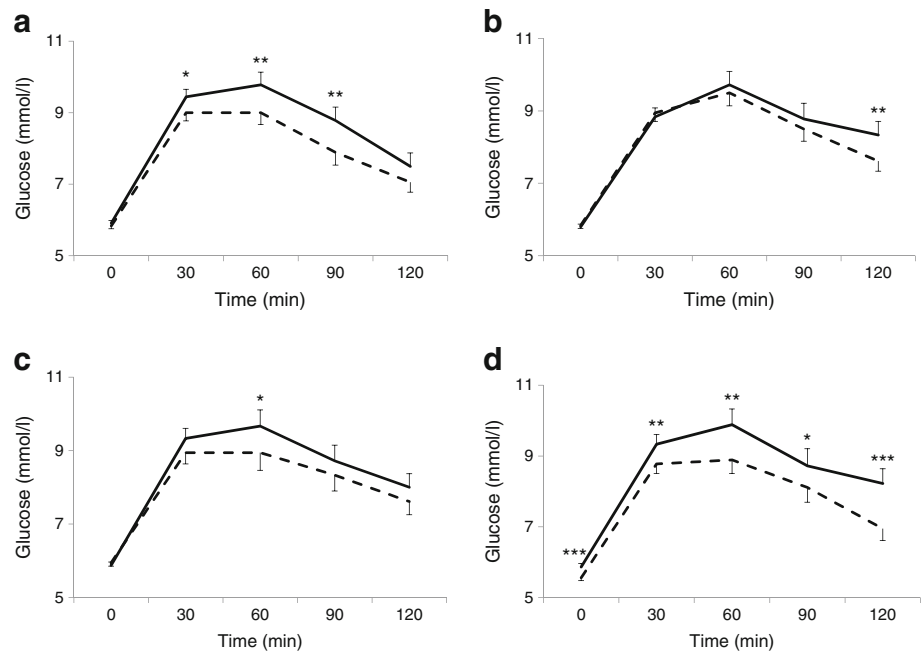 a
11
9
7
5
Glucose (mmol/l)
* ** **
0 30 60 90 120
Time (min)
b
11
9
7
5
Glucose (mmol/l)
**
0 30 60 90 120
Time (min)
c
11
9
7
5
Glucose (mmol/l)
*
0 30 60 90 120
Time (min)
d
11
9
7
5
Glucose (mmol/l)
*** ** ** * ***
0 30 60 90 120
Time (min)